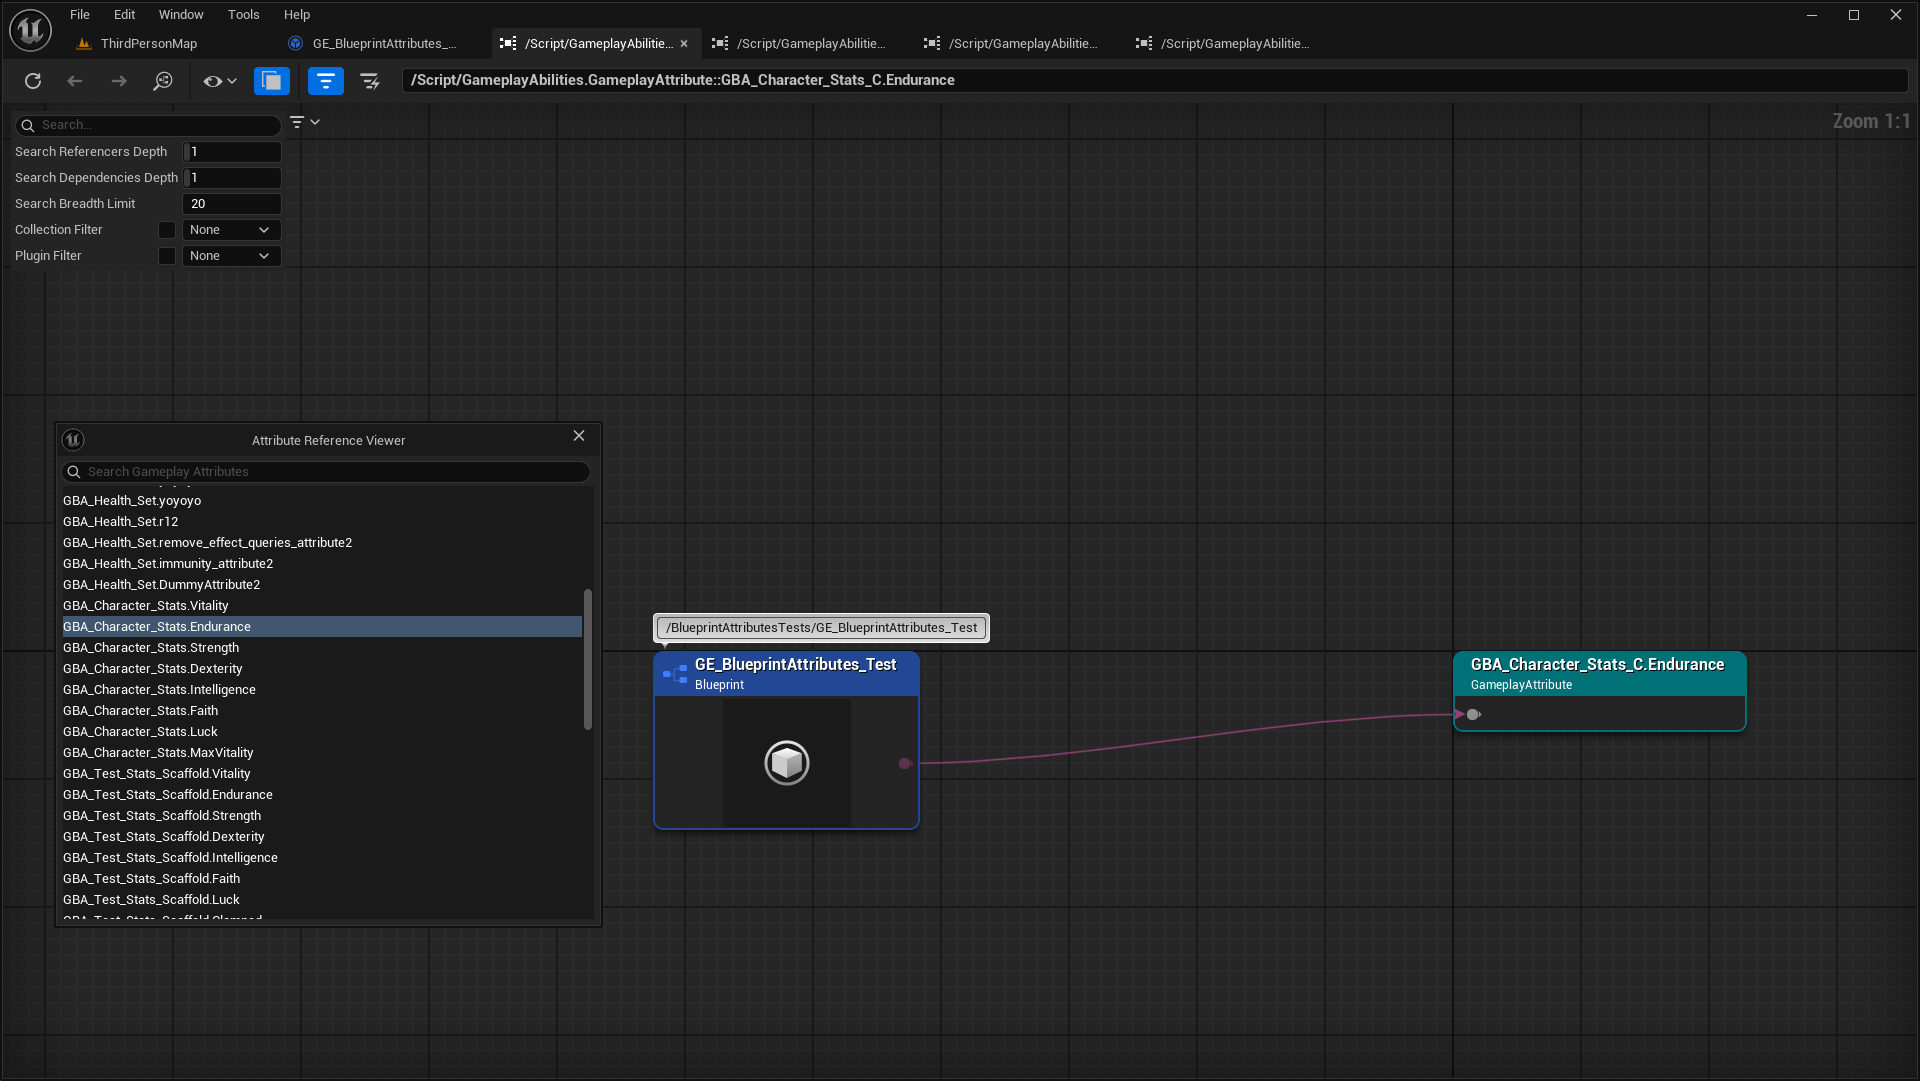 File Edit Window Tools Help
ThirdPersonMap
GE_BlueprintAttributes_...
/Script/GameplayAbilitie...
/Script/GameplayAbilitie...
/Script/GameplayAbilitie...
/Script/GameplayAbilitie...
/Script/GameplayAbilities.GameplayAttribute::GBA_Character_Stats_C.Endurance
Search...
Zoom 1:1
Search Referencers Depth 1
Search Dependencies Depth 1
Search Breadth Limit 20
Collection Filter None
Plugin Filter None
Attribute Reference Viewer
Search Gameplay Attributes
GBA_Health_Set.yoyoyo
GBA_Health_Set.r12
GBA_Health_Set.remove_effect_queries_attribute2
GBA_Health_Set.immunity_attribute2
GBA_Health_Set.DummyAttribute2
GBA_Character_Stats.Vitality
GBA_Character_Stats.Endurance
GBA_Character_Stats.Strength
GBA_Character_Stats.Dexterity
GBA_Character_Stats.Intelligence
GBA_Character_Stats.Faith
GBA_Character_Stats.Luck
GBA_Character_Stats.MaxVitality
GBA_Test_Stats_Scaffold.Vitality
GBA_Test_Stats_Scaffold.Endurance
GBA_Test_Stats_Scaffold.Strength
GBA_Test_Stats_Scaffold.Dexterity
GBA_Test_Stats_Scaffold.Intelligence
GBA_Test_Stats_Scaffold.Faith
GBA_Test_Stats_Scaffold.Luck
GBA_Test_Stats_Scaffold.Clamped
/BlueprintAttributesTests/GE_BlueprintAttributes_Test
GE_BlueprintAttributes_Test
Blueprint
GBA_Character_Stats_C.Endurance
GameplayAttribute